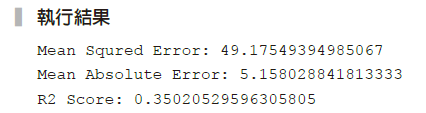 執行結果
Mean Squred Error: 49.17549394985067
Mean Absolute Error: 5.158028841813333
R2 Score: 0.35020529596305805